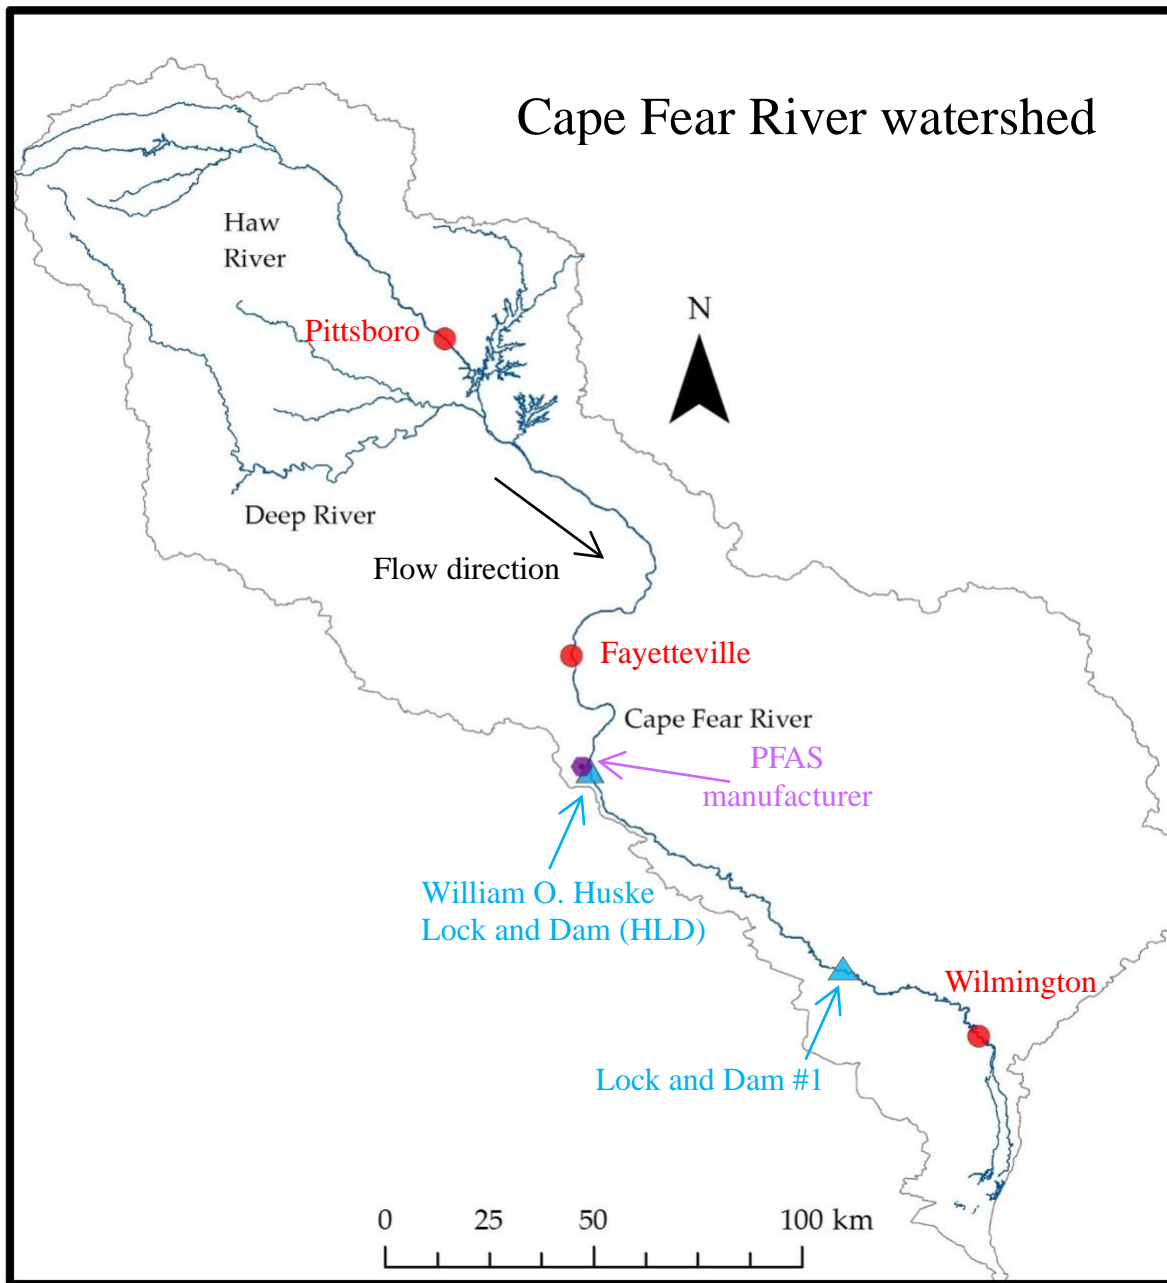 Cape Fear River watershed
Haw
River
N
Pittsboro
Deep River
Flow direction
Fayetteville
Cape Fear River
PFAS
manufacturer
William O. Huske
Lock and Dam (HLD)
Wilmington
Lock and Dam #1
0 25 50 100 km